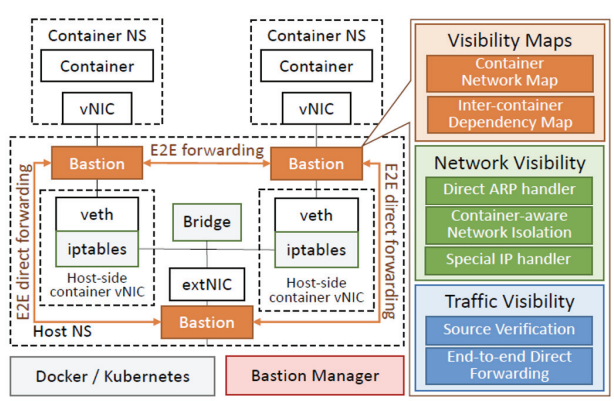 Container NS
Container
vNIC
Container NS
Container
vNIC
Bastion
E2E forwarding
Bastion
E2E direct forwarding
E2E direct forwarding
veth
iptables
Host-side
container vNIC
Bridge
extNIC
veth
iptables
Host-side
container vNIC
Host NS
Bastion
Docker / Kubernetes
Bastion Manager
Visibility Maps
Container
Network Map
Inter-container
Dependency Map
Network Visibility
Direct ARP handler
Container-aware
Network Isolation
Special IP handler
Traffic Visibility
Source Verification
End-to-end Direct
Forwarding